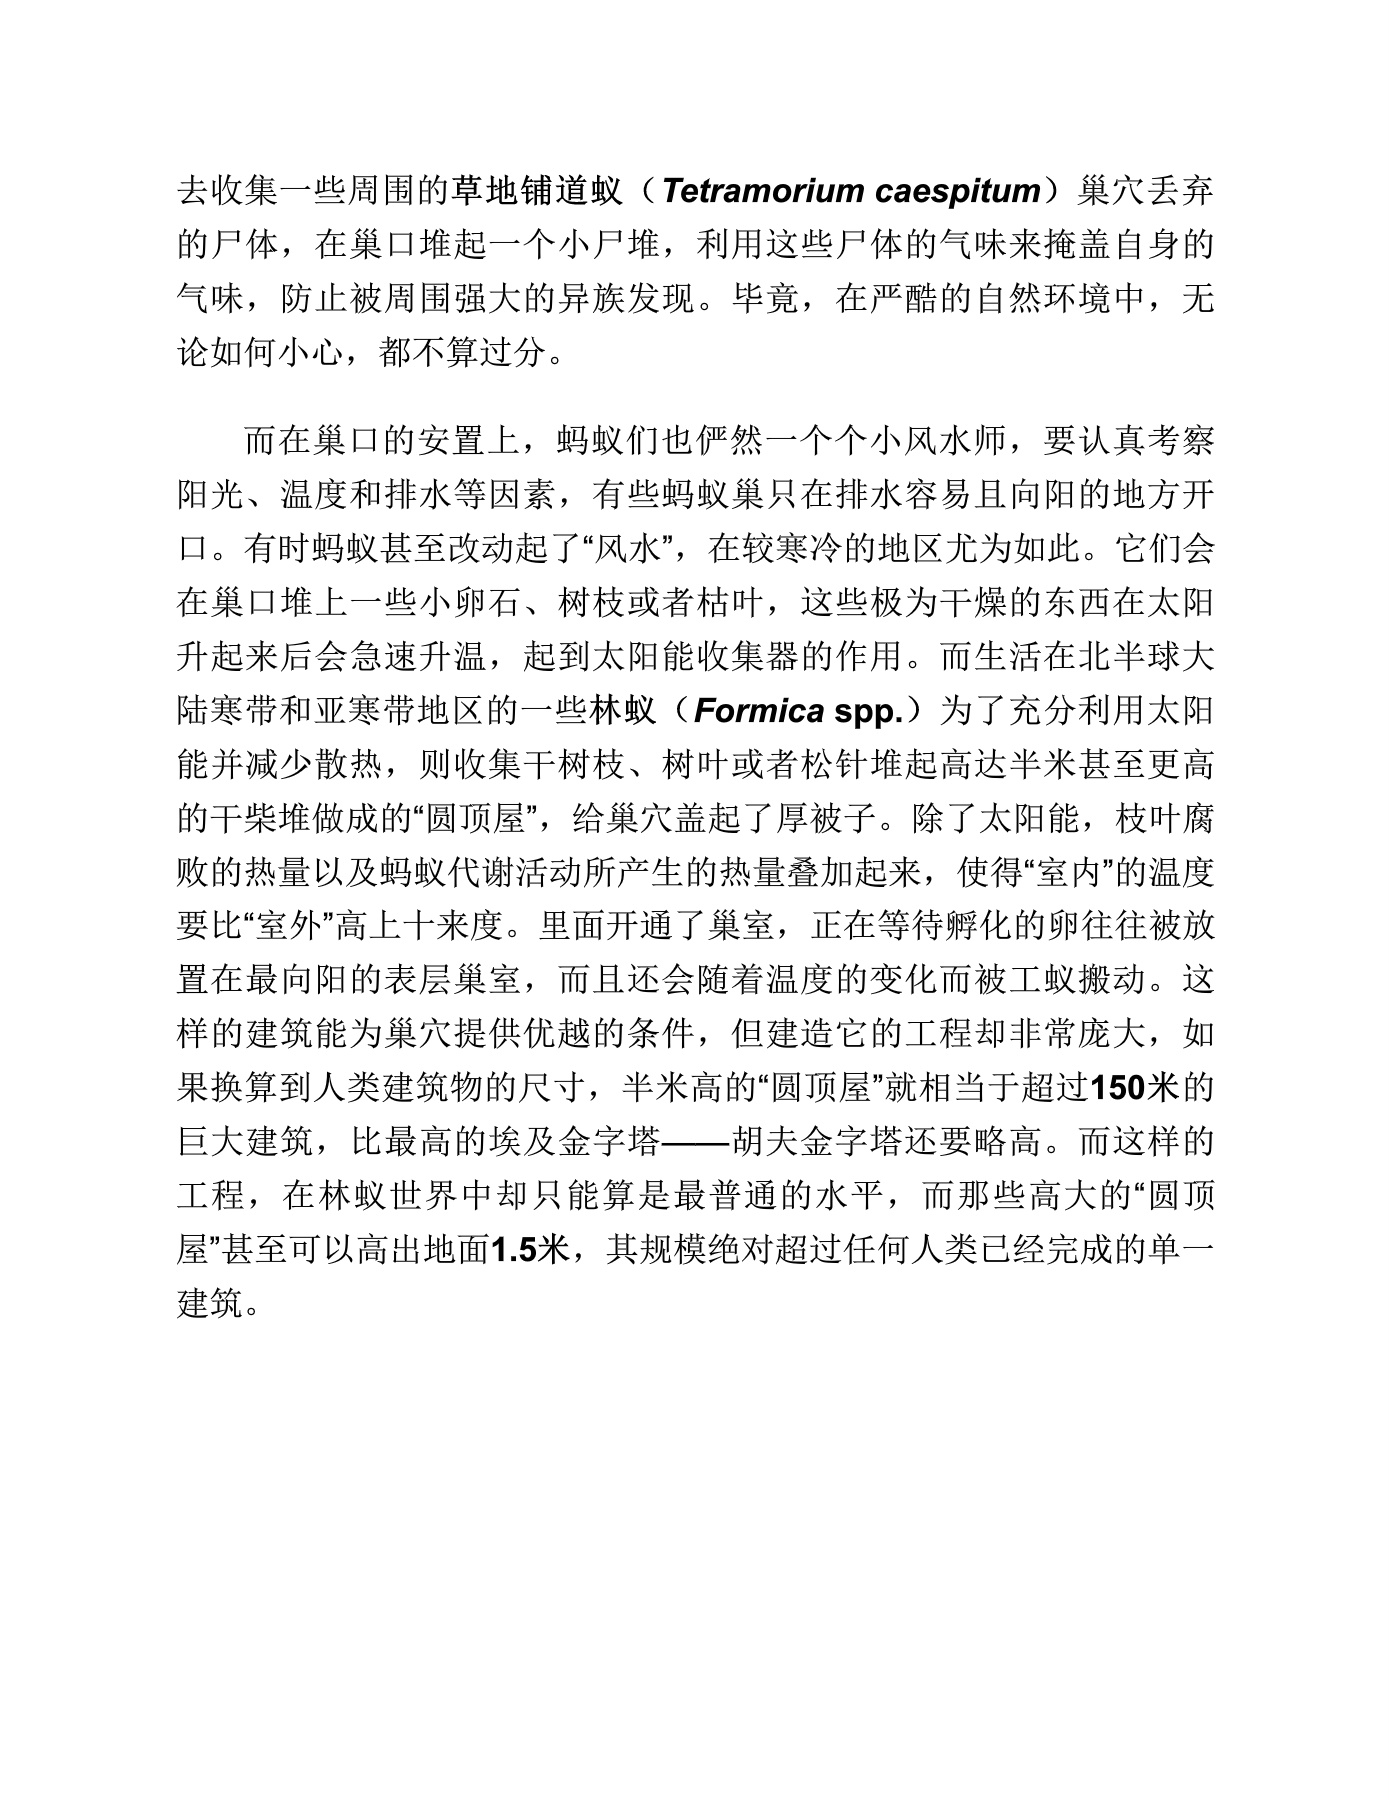 去收集一些周围的草地铺道蚁（Tetramorium caespitum）巢穴丢弃
的尸体，在巢口堆起一个小尸堆，利用这些尸体的气味来掩盖自身的
气味，防止被周围强大的异族发现。毕竟，在严酷的自然环境中，无
论如何小心，都不算过分。
而在巢口的安置上，蚂蚁们也俨然一个个小风水师，要认真考察
阳光、温度和排水等因素，有些蚂蚁巢只在排水容易且向阳的地方开
口。有时蚂蚁甚至改动起了“风水”，在较寒冷的地区尤为如此。它们会
在巢口堆上一些小卵石、树枝或者枯叶，这些极为干燥的东西在太阳
升起来后会急速升温，起到太阳能收集器的作用。而生活在北半球大
陆寒带和亚寒带地区的一些林蚁（Formica spp.）为了充分利用太阳
能并减少散热，则收集干树枝、树叶或者松针堆起高达半米甚至更高
的干柴堆做成的“圆顶屋”，给巢穴盖起了厚被子。除了太阳能，枝叶腐
败的热量以及蚂蚁代谢活动所产生的热量叠加起来，使得“室内”的温度
要比“室外”高上十来度。里面开通了巢室，正在等待孵化的卵往往被放
置在最向阳的表层巢室，而且还会随着温度的变化而被工蚁搬动。这
样的建筑能为巢穴提供优越的条件，但建造它的工程却非常庞大，如
果换算到人类建筑物的尺寸，半米高的“圆顶屋”就相当于超过150米的
巨大建筑，比最高的埃及金字塔——胡夫金字塔还要略高。而这样的
工程，在林蚁世界中却只能算是最普通的水平，而那些高大的“圆顶
屋”甚至可以高出地面1.5米，其规模绝对超过任何人类已经完成的单一
建筑。